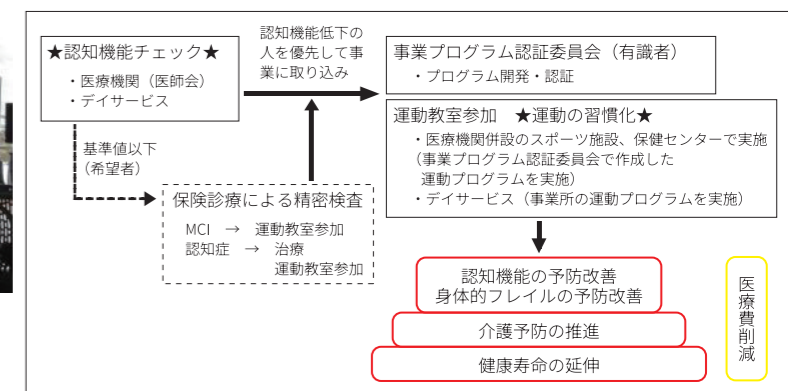 ★認知機能チェック★
・医療機関（医師会）
・デイサービス
認知機能低下の
人を優先して事
業に取り込み
基準値以下
（希望者）
保険診療による精密検査
MCI → 運動教室参加
認知症 → 治療
運動教室参加
事業プログラム認証委員会（有識者）
・プログラム開発・認証
運動教室参加 ★運動の習慣化★
・医療機関併設のスポーツ施設、保健センターで実施
（事業プログラム認証委員会で作成した
運動プログラムを実施）
・デイサービス（事業所の運動プログラムを実施）
認知機能の予防改善
身体的フレイルの予防改善
介護予防の推進
健康寿命の延伸
医療費削減